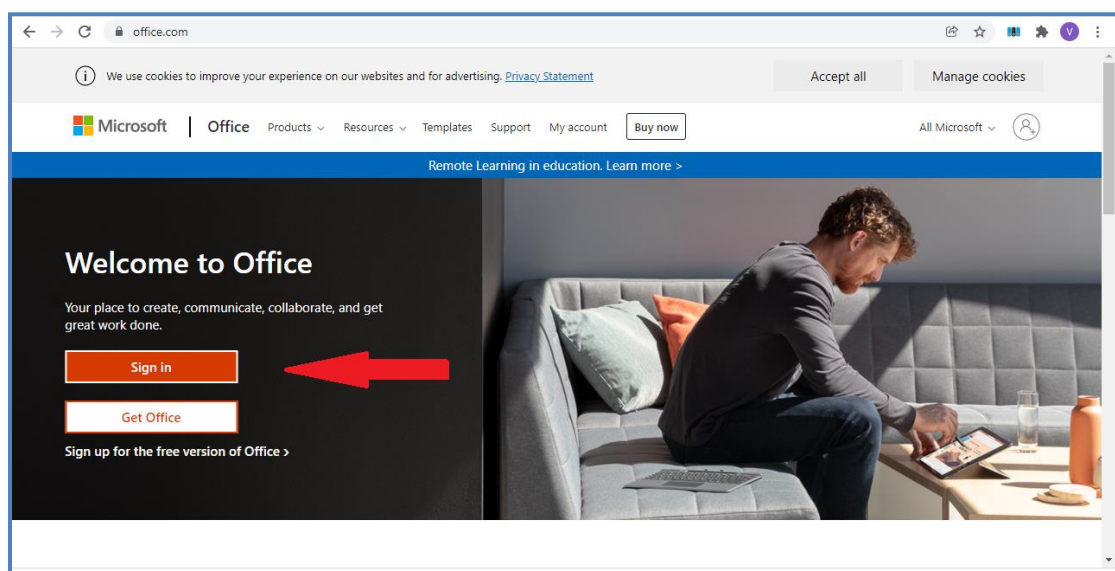 office.com
V
We use cookies to improve your experience on our websites and for advertising. Privacy Statement
Accept all
Manage cookies
Microsoft
Office
Products
Resources
Templates
Support
My account
Buy now
All Microsoft
Remote Learning in education. Learn more >
Welcome to Office
Your place to create, communicate, collaborate, and get
great work done.
Sign in
Get Office
Sign up for the free version of Office >